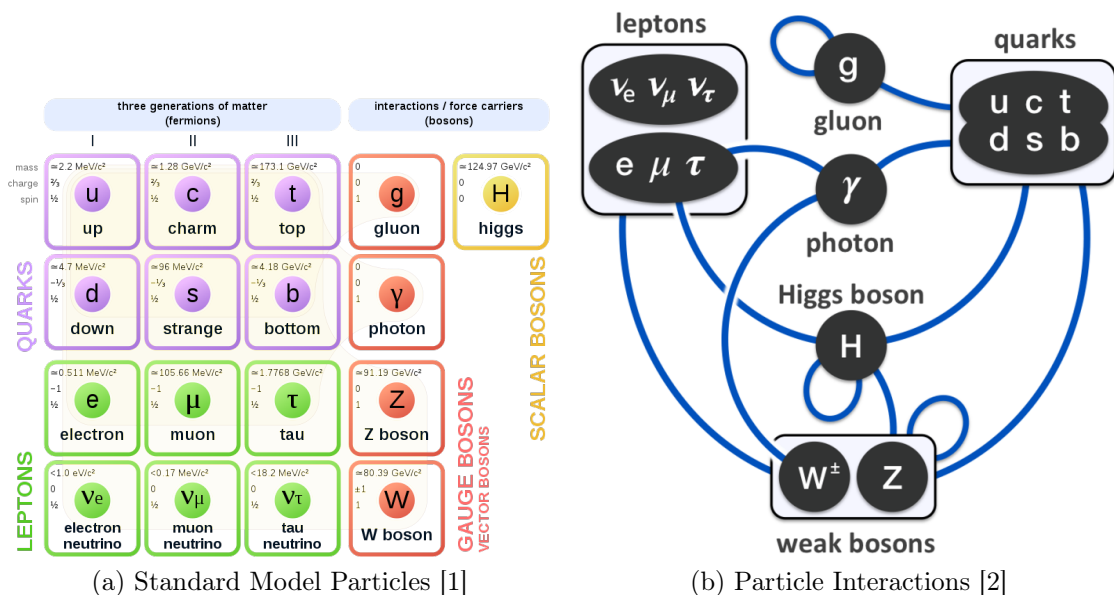 three generations of matter
(fermions)
interactions / force carriers
(bosons)
I II III
mass
charge
spin
≃2.2 MeV/c²
⅔
½
u
up
≃1.28 GeV/c²
⅔
½
c
charm
≃173.1 GeV/c²
⅔
½
t
top
0
0
1
g
gluon
≃124.97 GeV/c²
0
0
H
higgs
≃4.7 MeV/c²
−⅓
½
d
down
≃96 MeV/c²
−⅓
½
s
strange
≃4.18 GeV/c²
−⅓
½
b
bottom
0
0
1
γ
photon
≃0.511 MeV/c²
−1
½
e
electron
≃105.66 MeV/c²
−1
½
μ
muon
≃1.7768 GeV/c²
−1
½
τ
tau
≃91.19 GeV/c²
0
1
Z
Z boson
<1.0 eV/c²
0
½
νe
electron
neutrino
<0.17 MeV/c²
0
½
νμ
muon
neutrino
<18.2 MeV/c²
0
½
ντ
tau
neutrino
≃80.39 GeV/c²
±1
1
W
W boson
QUARKS
LEPTONS
GAUGE BOSONS
VECTOR BOSONS
SCALAR BOSONS
(a) Standard Model Particles [1]
leptons
νe νμ ντ
e μ τ
g
gluon
quarks
u c t
d s b
γ
photon
Higgs boson
H
W± Z
weak bosons
(b) Particle Interactions [2]